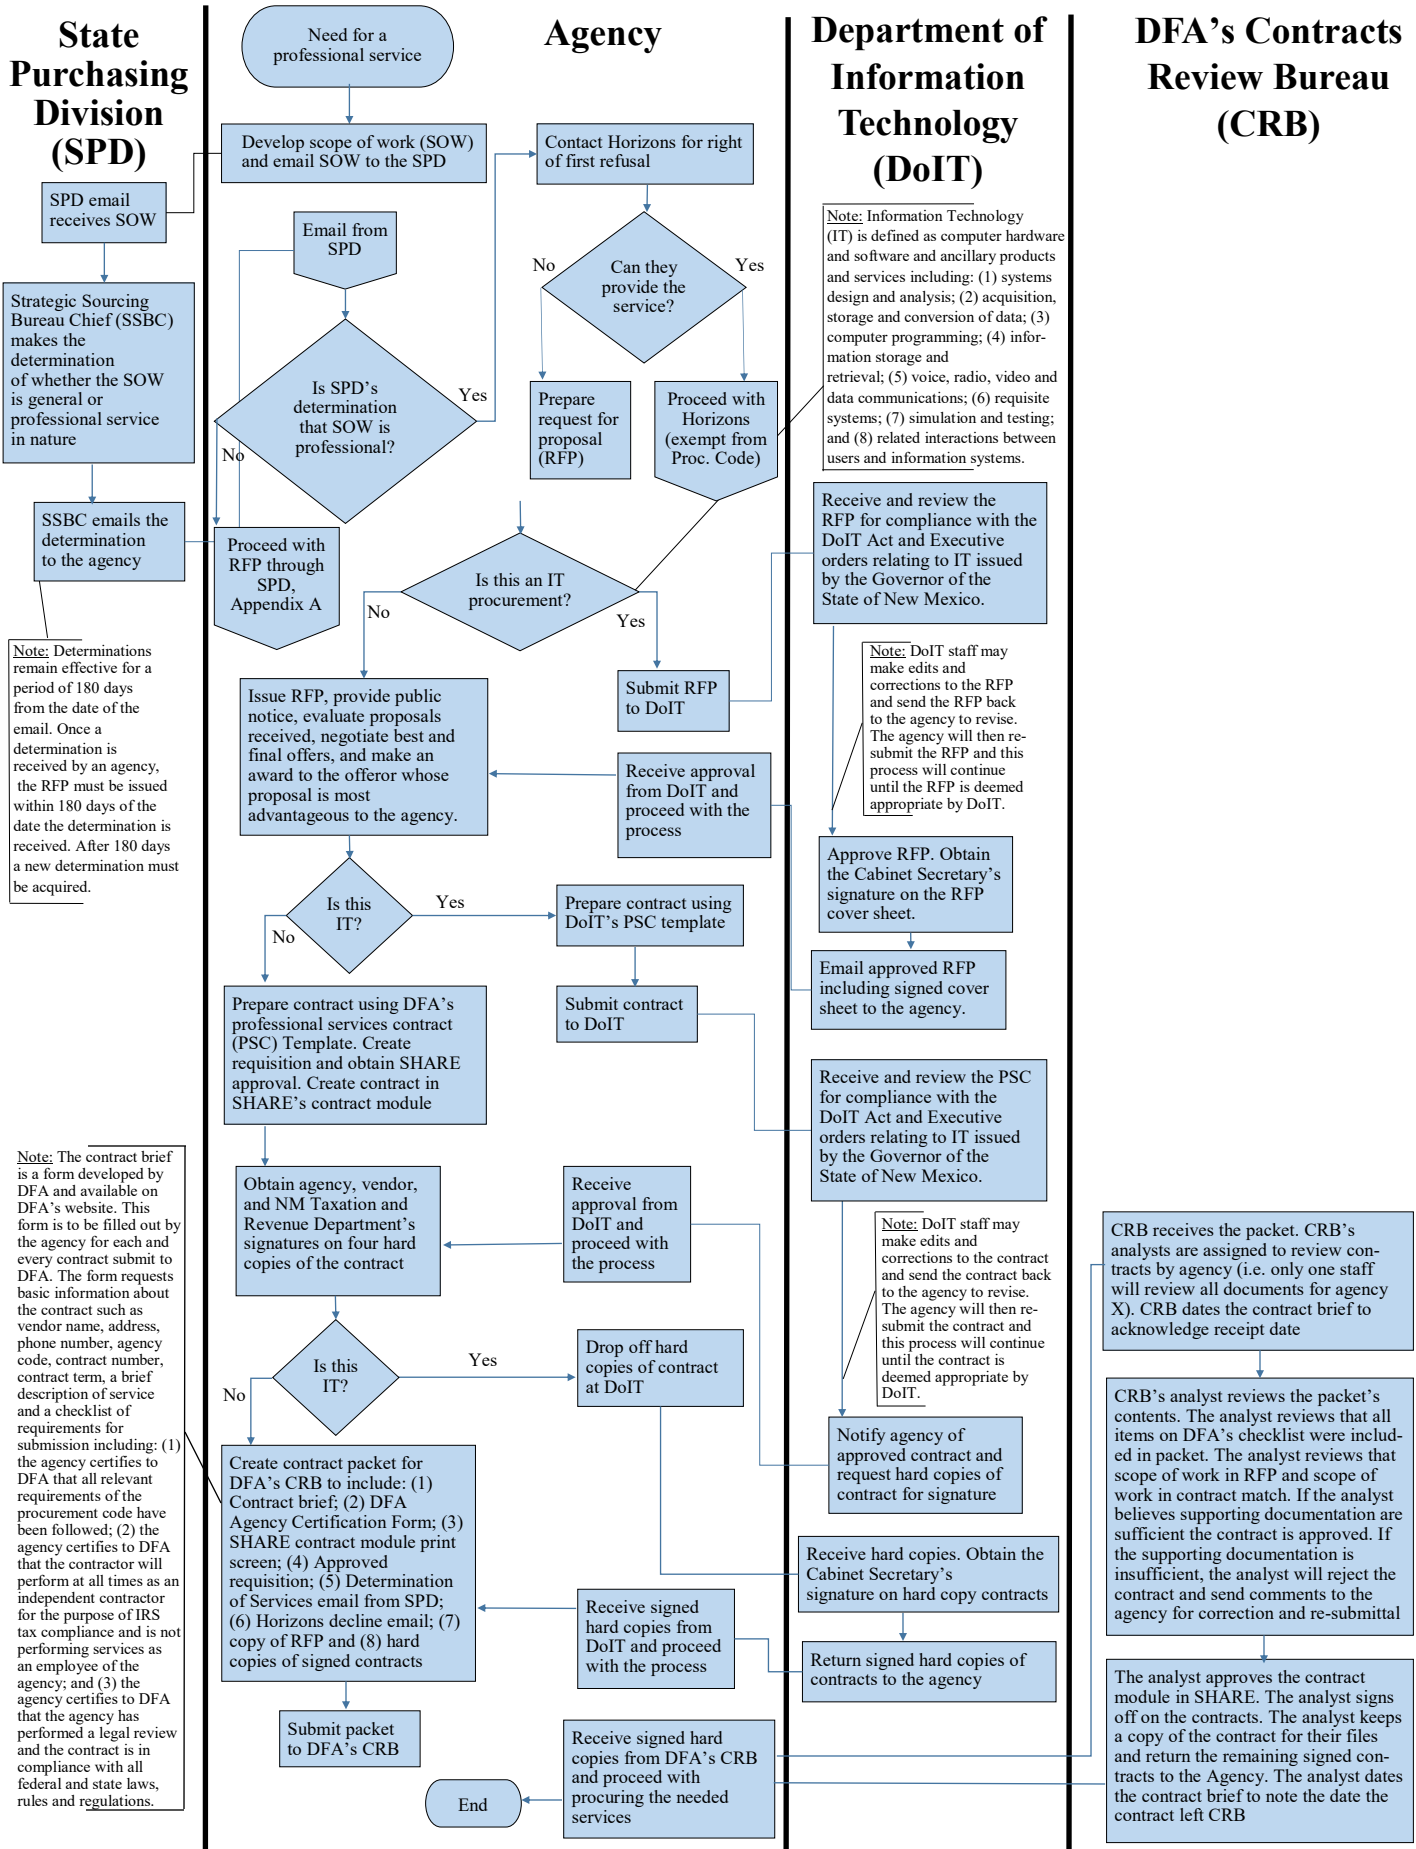 State
Purchasing
Division
(SPD)
SPD email
receives SOW
Strategic Sourcing
Bureau Chief (SSBC)
makes the
determination
of whether the SOW
is general or
professional service
in nature
SSBC emails the
determination
to the agency
Note: Determinations
remain effective for a
period of 180 days
from the date of the
email. Once a
determination is
received by an agency,
the RFP must be issued
within 180 days of the
date the determination is
received. After 180 days
a new determination must
be acquired.
Note: The contract brief
is a form developed by
DFA and available on
DFA's website. This
form is to be filled out by
the agency for each and
every contract submit to
DFA. The form requests
basic information about
the contract such as
vendor name, address,
phone number, agency
code, contract number,
contract term, a brief
description of service
and a checklist of
requirements for
submission including: (1)
the agency certifies to
DFA that all relevant
requirements of the
procurement code have
been followed; (2) the
agency certifies to DFA
that the contractor will
perform at all times as an
independent contractor
for the purpose of IRS
tax compliance and is not
performing services as
an employee of the
agency; and (3) the
agency certifies to DFA
that the agency has
performed a legal review
and the contract is in
compliance with all
federal and state laws,
rules and regulations.
Agency
Need for a
professional service
Develop scope of work (SOW)
and email SOW to the SPD
Contact Horizons for right
of first refusal
Email from
SPD
Can they
provide the
service?
No
Yes
Is SPD's
determination
that SOW is
professional?
Yes
No
Prepare
request for
proposal
(RFP)
Proceed with
Horizons
(exempt from
Proc. Code)
Proceed with
RFP through
SPD,
Appendix A
Is this an IT
procurement?
No
Yes
Issue RFP, provide public
notice, evaluate proposals
received, negotiate best and
final offers, and make an
award to the offeror whose
proposal is most
advantageous to the agency.
Submit RFP
to DoIT
Receive approval
from DoIT and
proceed with the
process
Is this
IT?
Yes
No
Prepare contract using
DoIT's PSC template
Submit contract
to DoIT
Prepare contract using DFA's
professional services contract
(PSC) Template. Create
requisition and obtain SHARE
approval. Create contract in
SHARE's contract module
Obtain agency, vendor,
and NM Taxation and
Revenue Department's
signatures on four hard
copies of the contract
Receive
approval from
DoIT and
proceed with
the process
Is this
IT?
Yes
No
Drop off hard
copies of contract
at DoIT
Create contract packet for
DFA's CRB to include: (1)
Contract brief; (2) DFA
Agency Certification Form; (3)
SHARE contract module print
screen; (4) Approved
requisition; (5) Determination
of Services email from SPD;
(6) Horizons decline email; (7)
copy of RFP and (8) hard
copies of signed contracts
Receive signed
hard copies from
DoIT and proceed
with the process
Submit packet
to DFA's CRB
Receive signed hard
copies from DFA's CRB
and proceed with
procuring the needed
services
End
Department of
Information
Technology
(DoIT)
Note: Information Technology
(IT) is defined as computer hardware
and software and ancillary products
and services including: (1) systems
design and analysis; (2) acquisition,
storage and conversion of data; (3)
computer programming; (4) infor-
mation storage and
retrieval; (5) voice, radio, video and
data communications; (6) requisite
systems; (7) simulation and testing;
and (8) related interactions between
users and information systems.
Receive and review the
RFP for compliance with the
DoIT Act and Executive
orders relating to IT issued
by the Governor of the
State of New Mexico.
Note: DoIT staff may
make edits and
corrections to the RFP
and send the RFP back
to the agency to revise.
The agency will then re-
submit the RFP and this
process will continue
until the RFP is deemed
appropriate by DoIT.
Approve RFP. Obtain
the Cabinet Secretary's
signature on the RFP
cover sheet.
Email approved RFP
including signed cover
sheet to the agency.
Receive and review the PSC
for compliance with the
DoIT Act and Executive
orders relating to IT issued
by the Governor of the
State of New Mexico.
Note: DoIT staff may
make edits and
corrections to the contract
and send the contract back
to the agency to revise.
The agency will then re-
submit the contract and
this process will continue
until the contract is
deemed appropriate by
DoIT.
Notify agency of
approved contract and
request hard copies of
contract for signature
Receive hard copies. Obtain the
Cabinet Secretary's
signature on hard copy contracts
Return signed hard copies of
contracts to the agency
DFA's Contracts
Review Bureau
(CRB)
CRB receives the packet. CRB's
analysts are assigned to review con-
tracts by agency (i.e. only one staff
will review all documents for agency
X). CRB dates the contract brief to
acknowledge receipt date
CRB's analyst reviews the packet's
contents. The analyst reviews that all
items on DFA's checklist were includ-
ed in packet. The analyst reviews that
scope of work in RFP and scope of
work in contract match. If the analyst
believes supporting documentation are
sufficient the contract is approved. If
the supporting documentation is
insufficient, the analyst will reject the
contract and send comments to the
agency for correction and re-submittal
The analyst approves the contract
module in SHARE. The analyst signs
off on the contracts. The analyst keeps
a copy of the contract for their files
and return the remaining signed con-
tracts to the Agency. The analyst dates
the contract brief to note the date the
contract left CRB